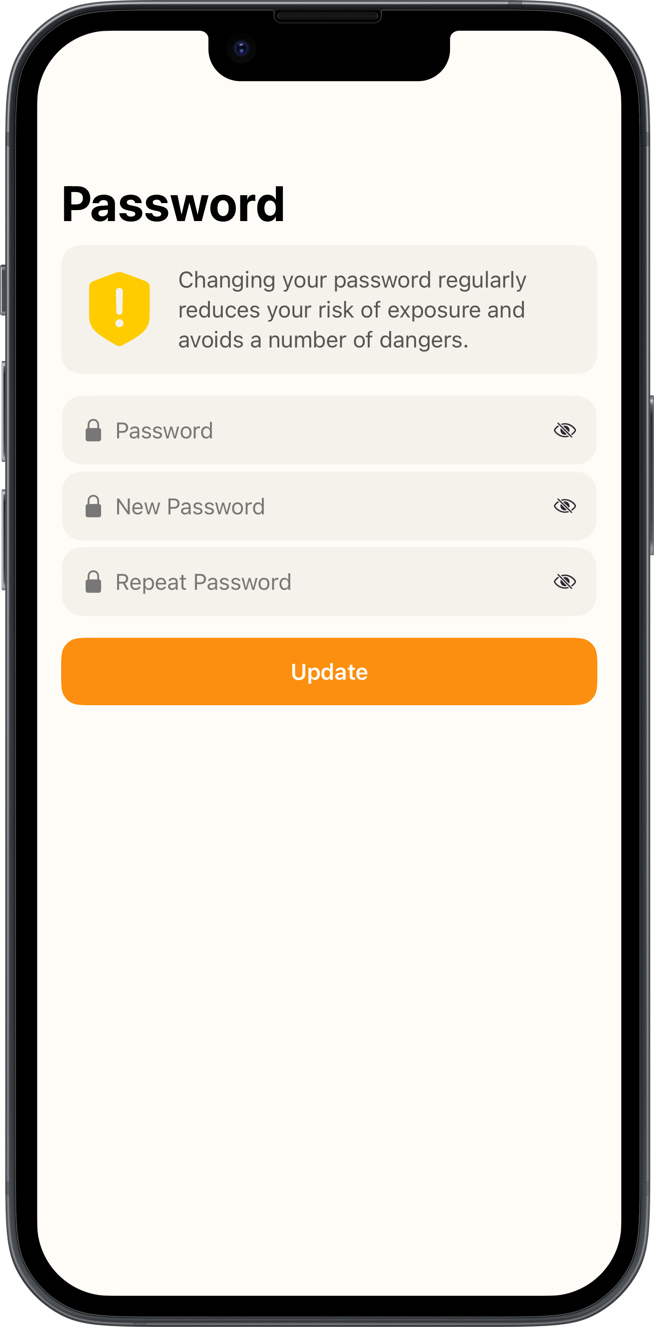 Password
Changing your password regularly
reduces your risk of exposure and
avoids a number of dangers.
Password
New Password
Repeat Password
Update